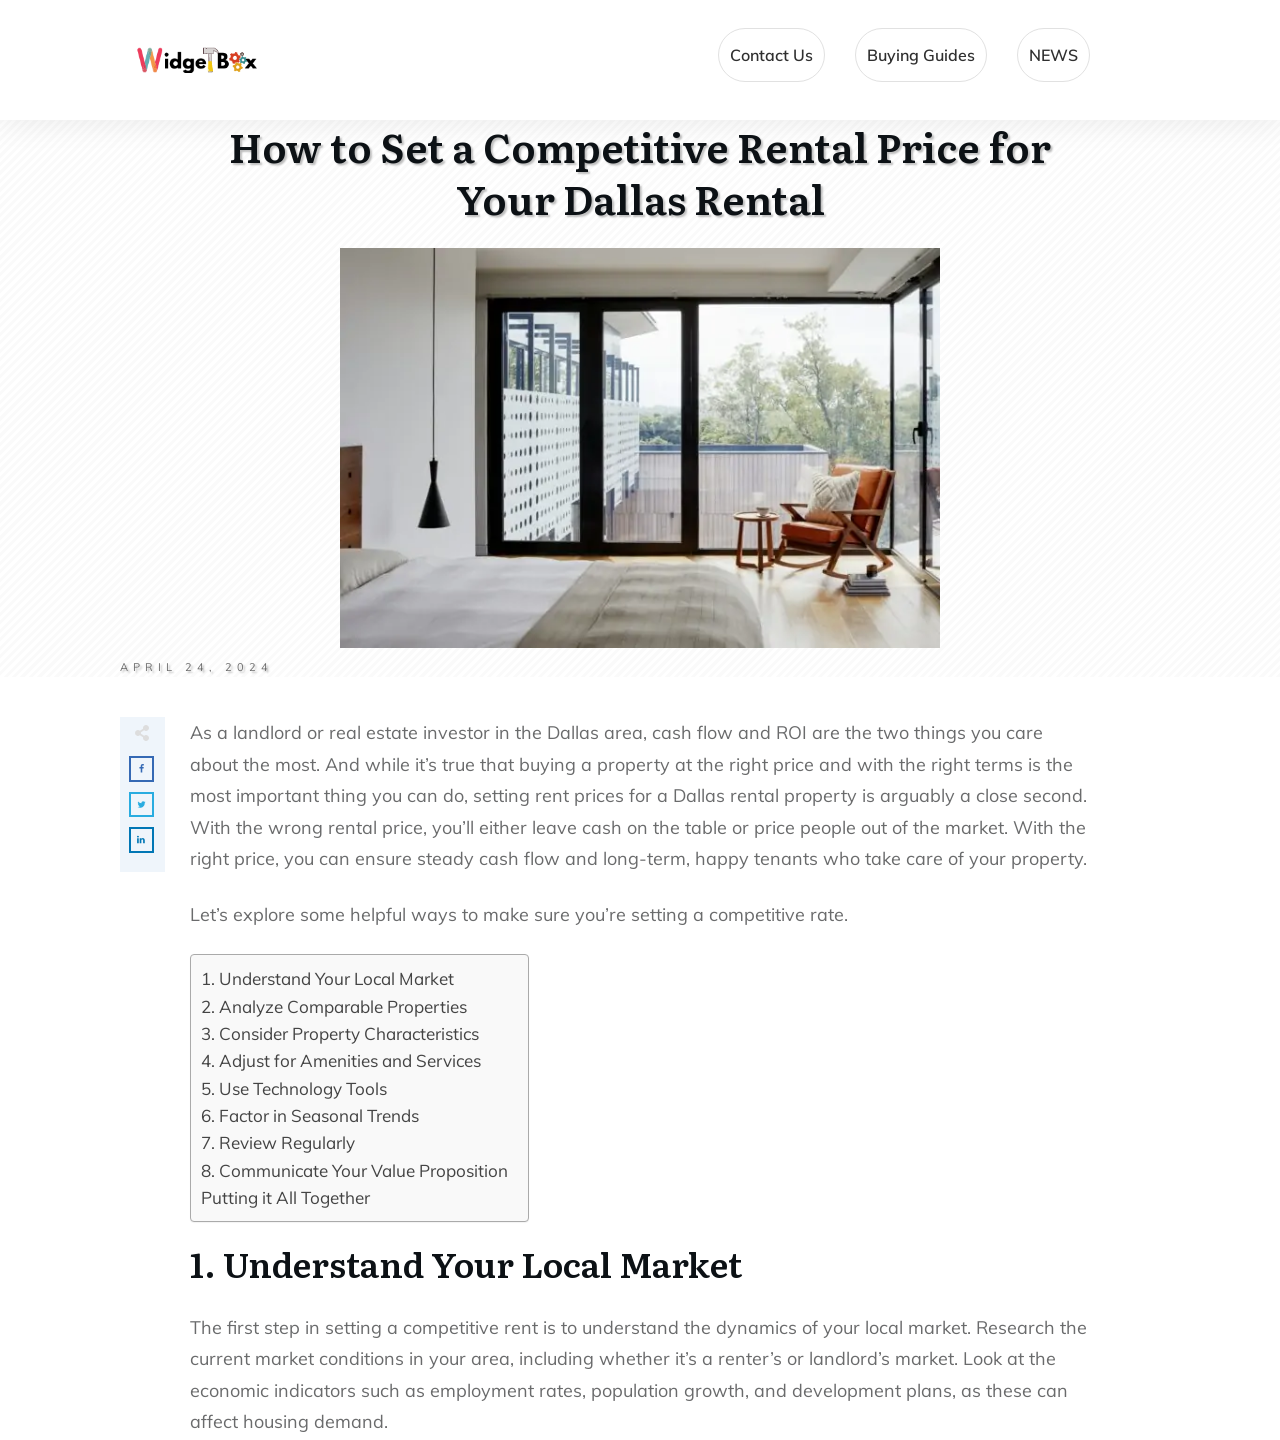 WidgetBox
Contact Us
Buying Guides
NEWS
How to Set a Competitive Rental Price for
Your Dallas Rental
APRIL 24, 2024
As a landlord or real estate investor in the Dallas area, cash flow and ROI are the two things you care
about the most. And while it’s true that buying a property at the right price and with the right terms is the
most important thing you can do, setting rent prices for a Dallas rental property is arguably a close second.
With the wrong rental price, you’ll either leave cash on the table or price people out of the market. With the
right price, you can ensure steady cash flow and long-term, happy tenants who take care of your property.
Let’s explore some helpful ways to make sure you’re setting a competitive rate.
1. Understand Your Local Market
2. Analyze Comparable Properties
3. Consider Property Characteristics
4. Adjust for Amenities and Services
5. Use Technology Tools
6. Factor in Seasonal Trends
7. Review Regularly
8. Communicate Your Value Proposition
Putting it All Together
1. Understand Your Local Market
The first step in setting a competitive rent is to understand the dynamics of your local market. Research the
current market conditions in your area, including whether it’s a renter’s or landlord’s market. Look at the
economic indicators such as employment rates, population growth, and development plans, as these can
affect housing demand.